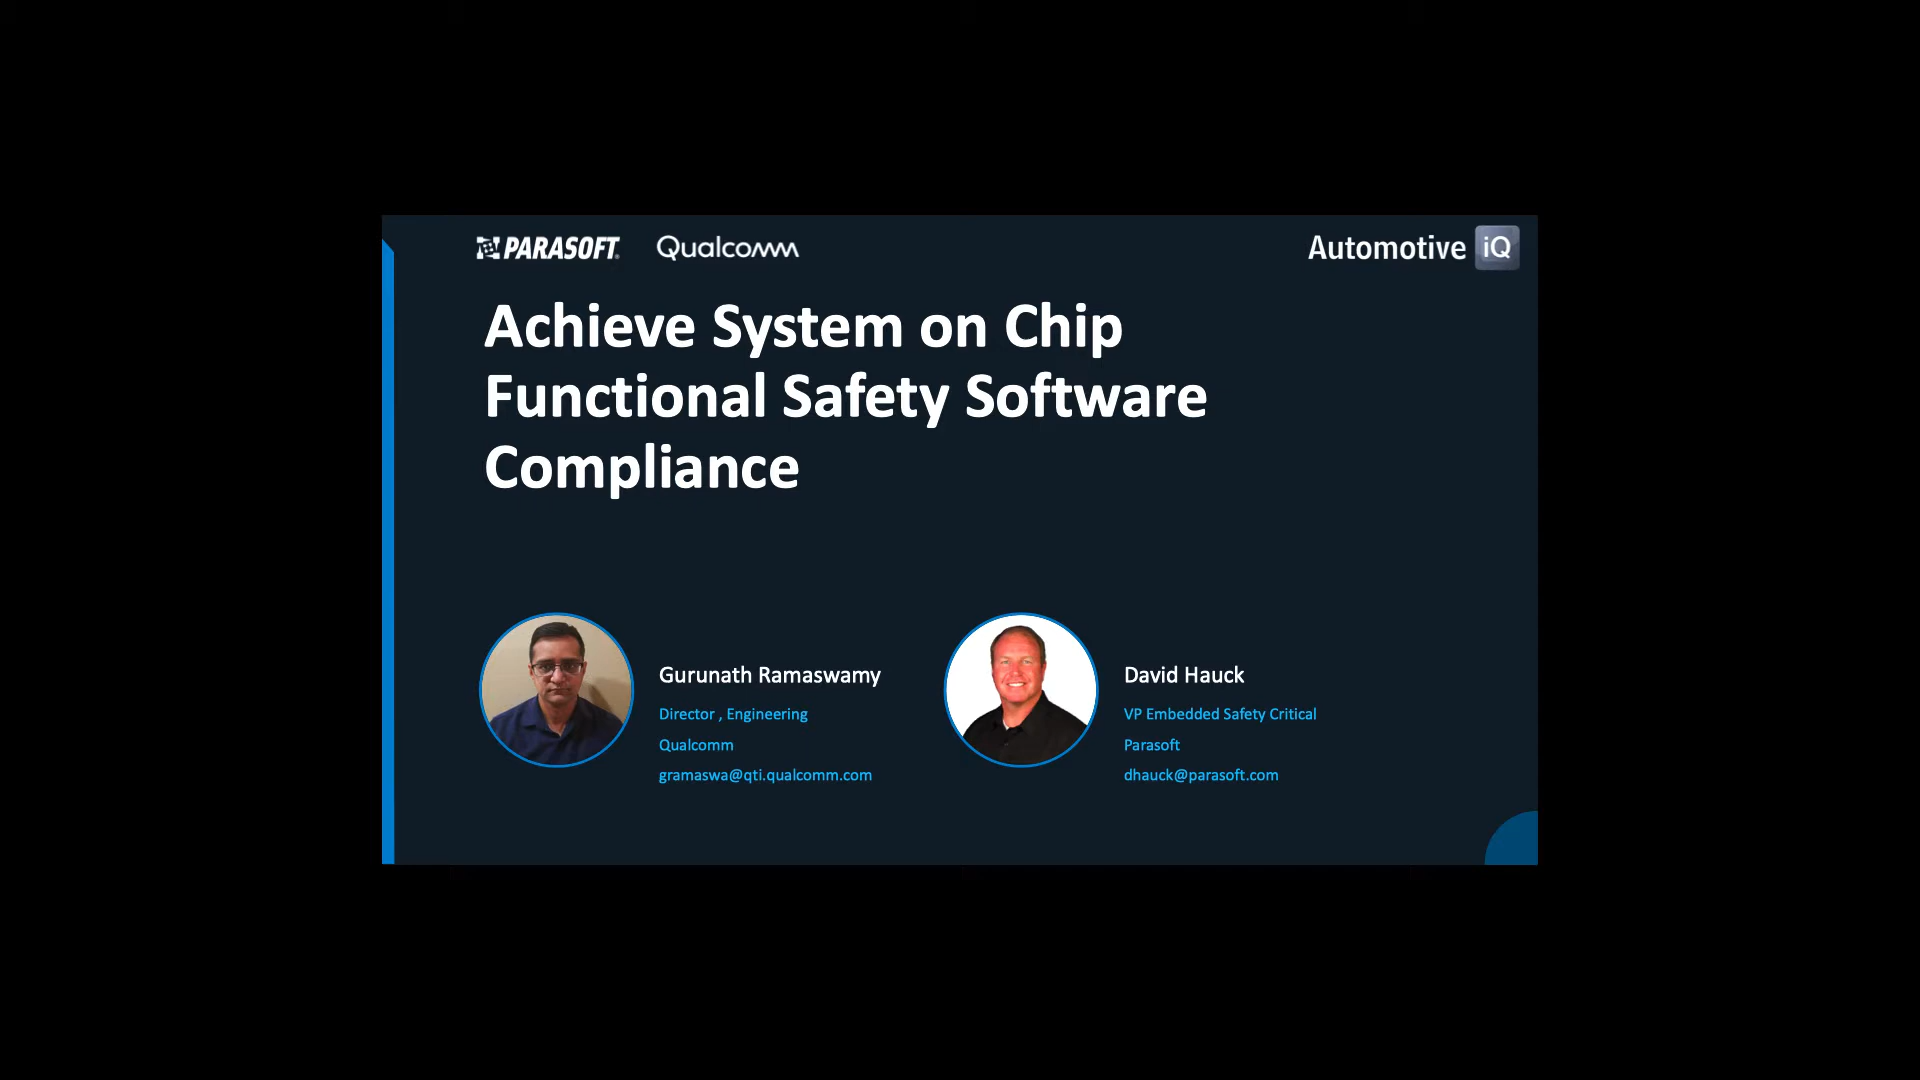 PARASOFT
Qualcomm
Automotive iQ
Achieve System on Chip
Functional Safety Software
Compliance
Gurunath Ramaswamy
Director , Engineering
Qualcomm
gramaswa@qti.qualcomm.com
David Hauck
VP Embedded Safety Critical
Parasoft
dhauck@parasoft.com